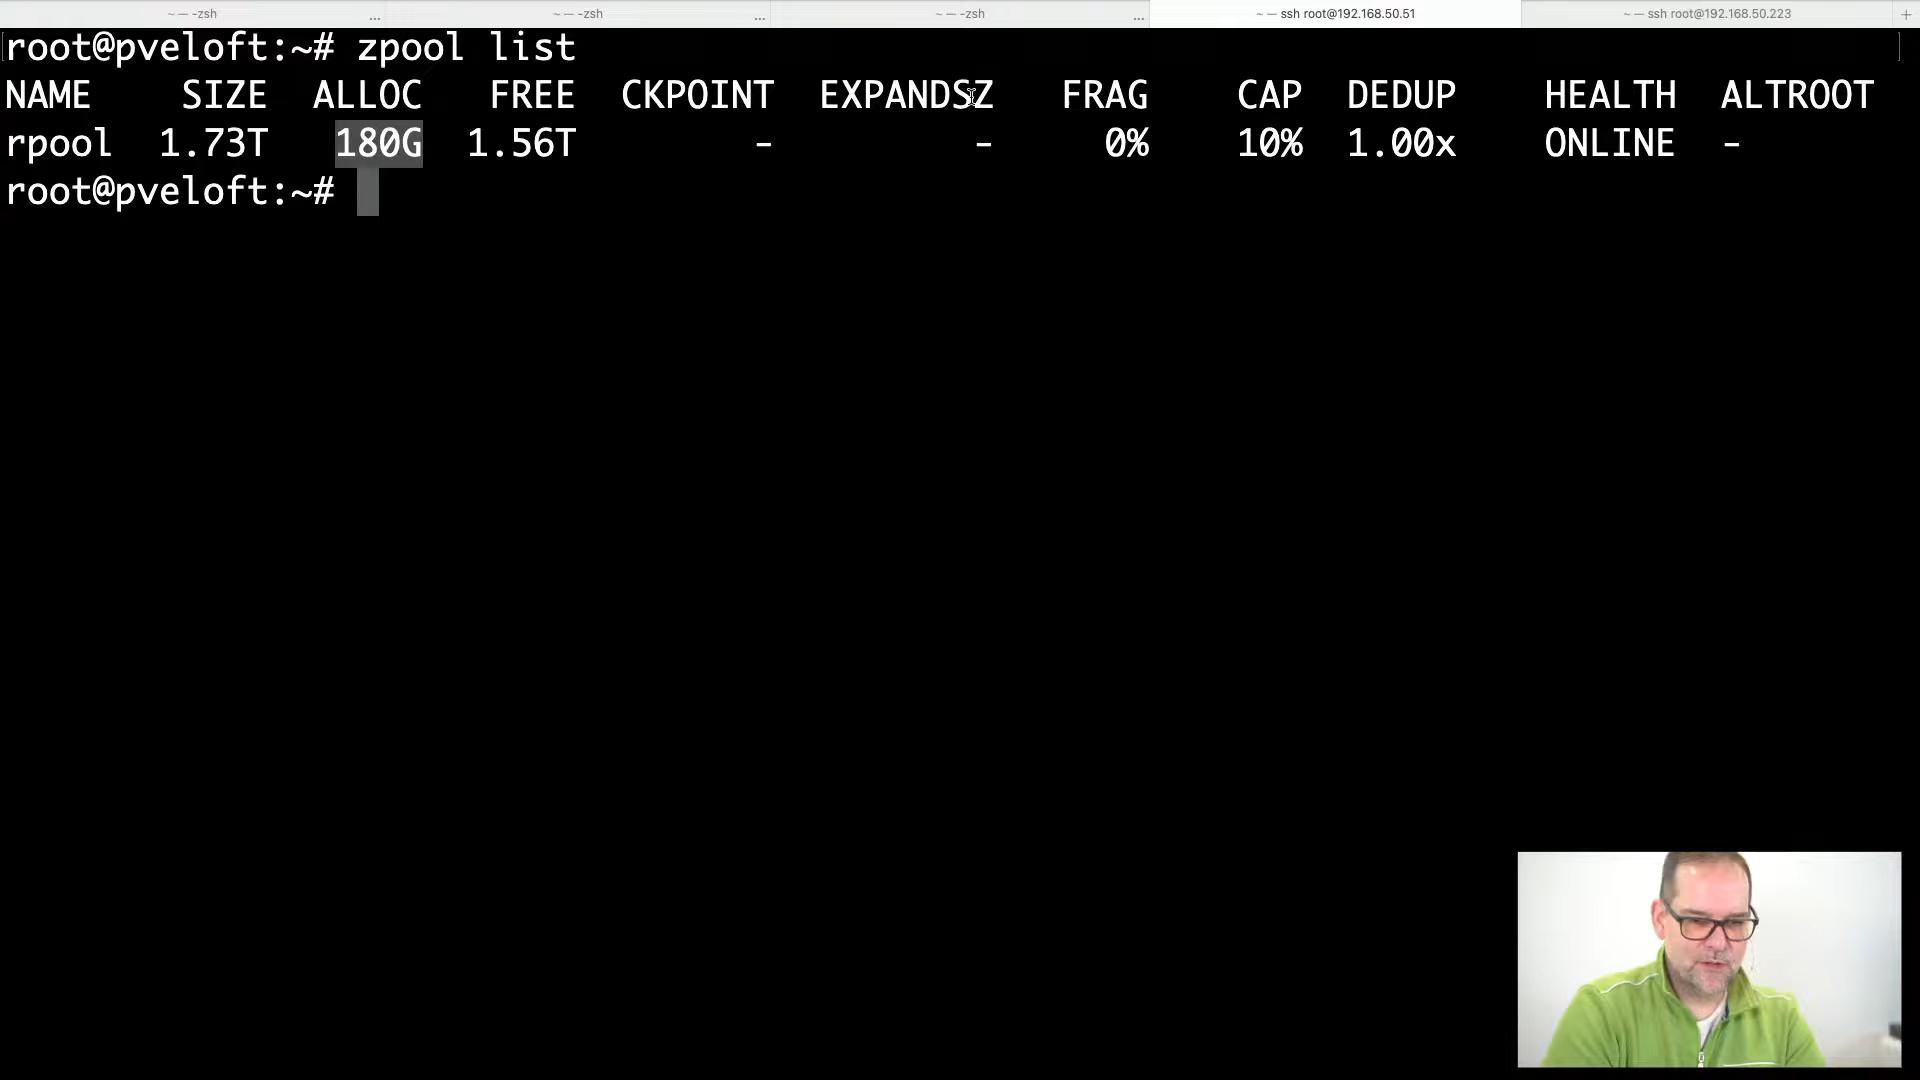 ~ — -zsh ... ~ — -zsh ... ~ — -zsh ... ~ — ssh root@192.168.50.51 ~ — ssh root@192.168.50.223 +
root@pveloft:~# zpool list
NAME SIZE ALLOC FREE CKPOINT EXPANDSZ FRAG CAP DEDUP HEALTH ALTROOT
rpool 1.73T 180G 1.56T - - 0% 10% 1.00x ONLINE -
root@pveloft:~#